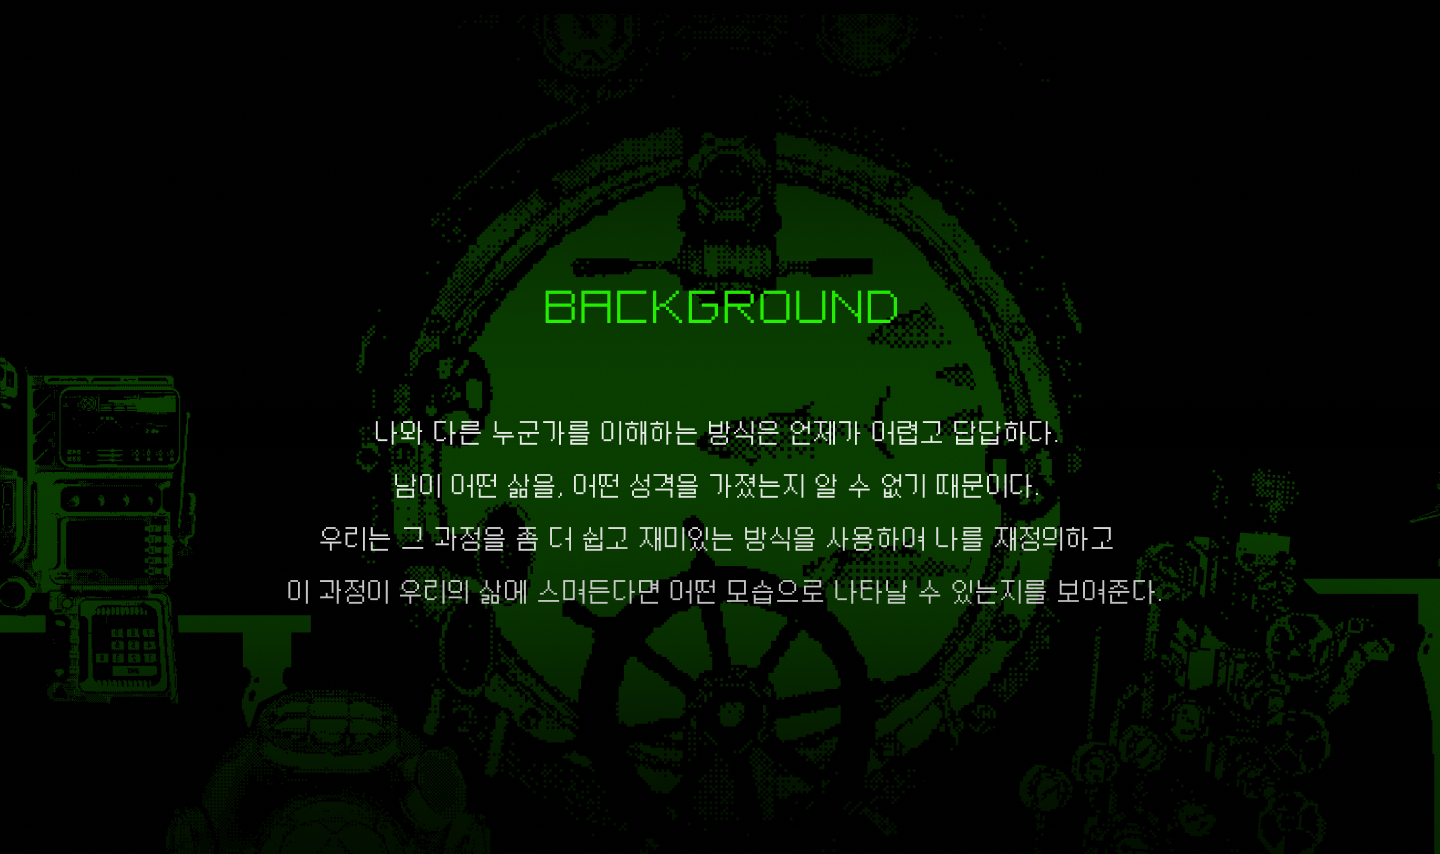 BACKGROUND
나와 다른 누군가를 이해하는 방식은 언제가 어렵고 답답하다.
남이 어떤 삶을, 어떤 성격을 가졌는지 알 수 없기 때문이다.
우리는 그 과정을 좀 더 쉽고 재미있는 방식을 사용하여 나를 재정의하고
이 과정이 우리의 삶에 스며든다면 어떤 모습으로 나타날 수 있는지를 보여준다.